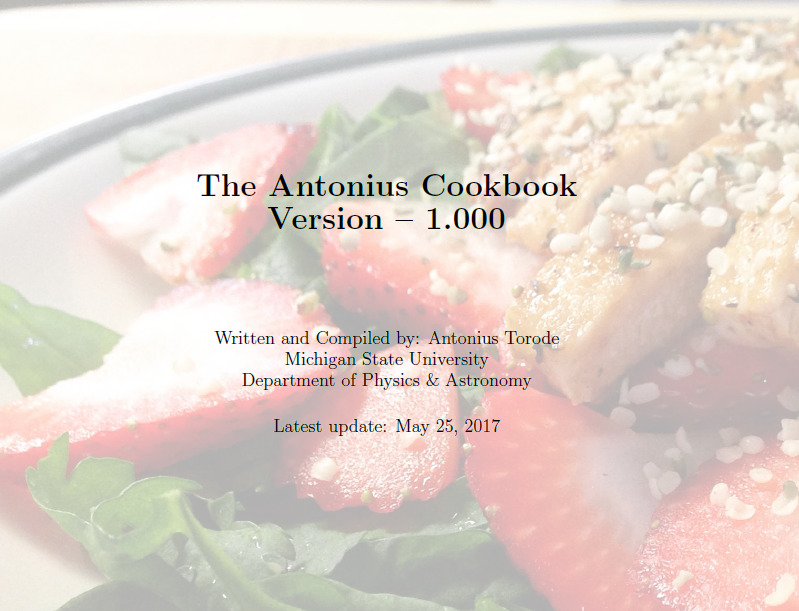 The Antonius Cookbook
Version – 1.000
Written and Compiled by: Antonius Torode
Michigan State University
Department of Physics & Astronomy
Latest update: May 25, 2017